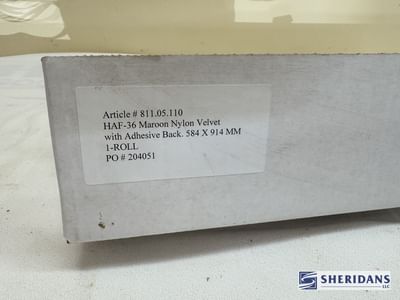 Article # 811.05.110
HAF-36 Maroon Nylon Velvet
with Adhesive Back. 584 X 914 MM
1-ROLL
PO # 204051
SHERIDANS
LLC